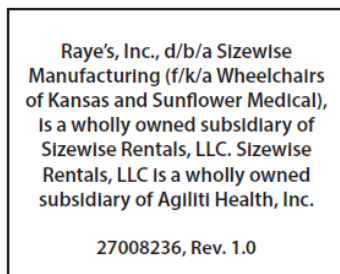 Raye’s, Inc., d/b/a Sizewise
Manufacturing (f/k/a Wheelchairs
of Kansas and Sunflower Medical),
is a wholly owned subsidiary of
Sizewise Rentals, LLC. Sizewise
Rentals, LLC is a wholly owned
subsidiary of Agiliti Health, Inc.
27008236, Rev. 1.0